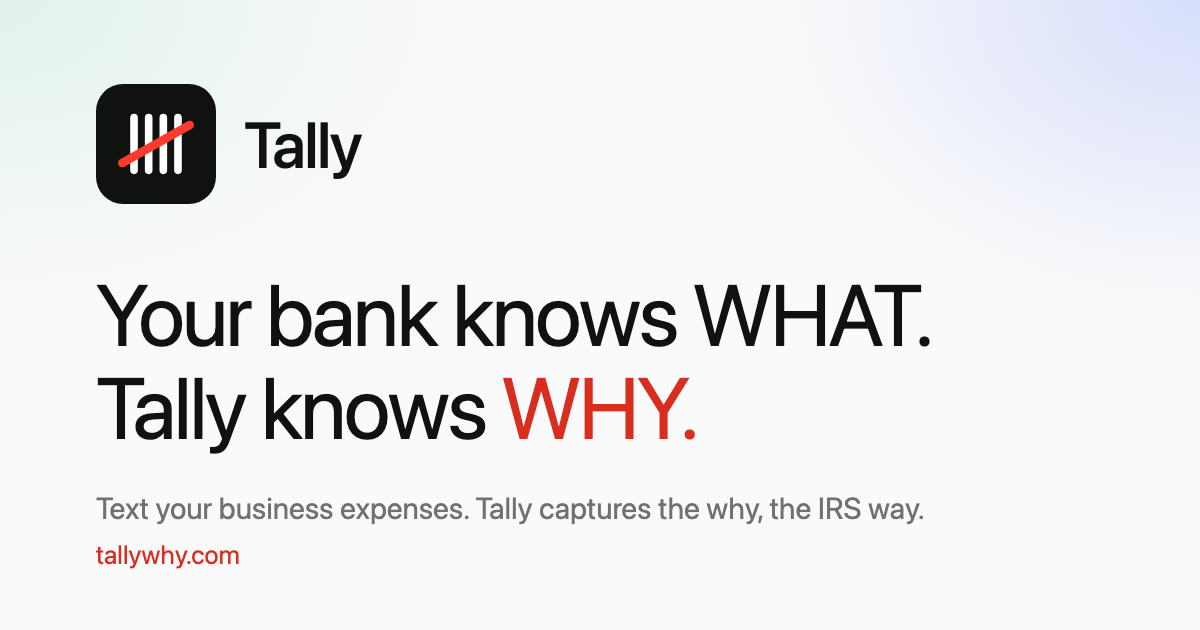 Tally
Your bank knows WHAT.
Tally knows WHY.
Text your business expenses. Tally captures the why, the IRS way.
tallywhy.com